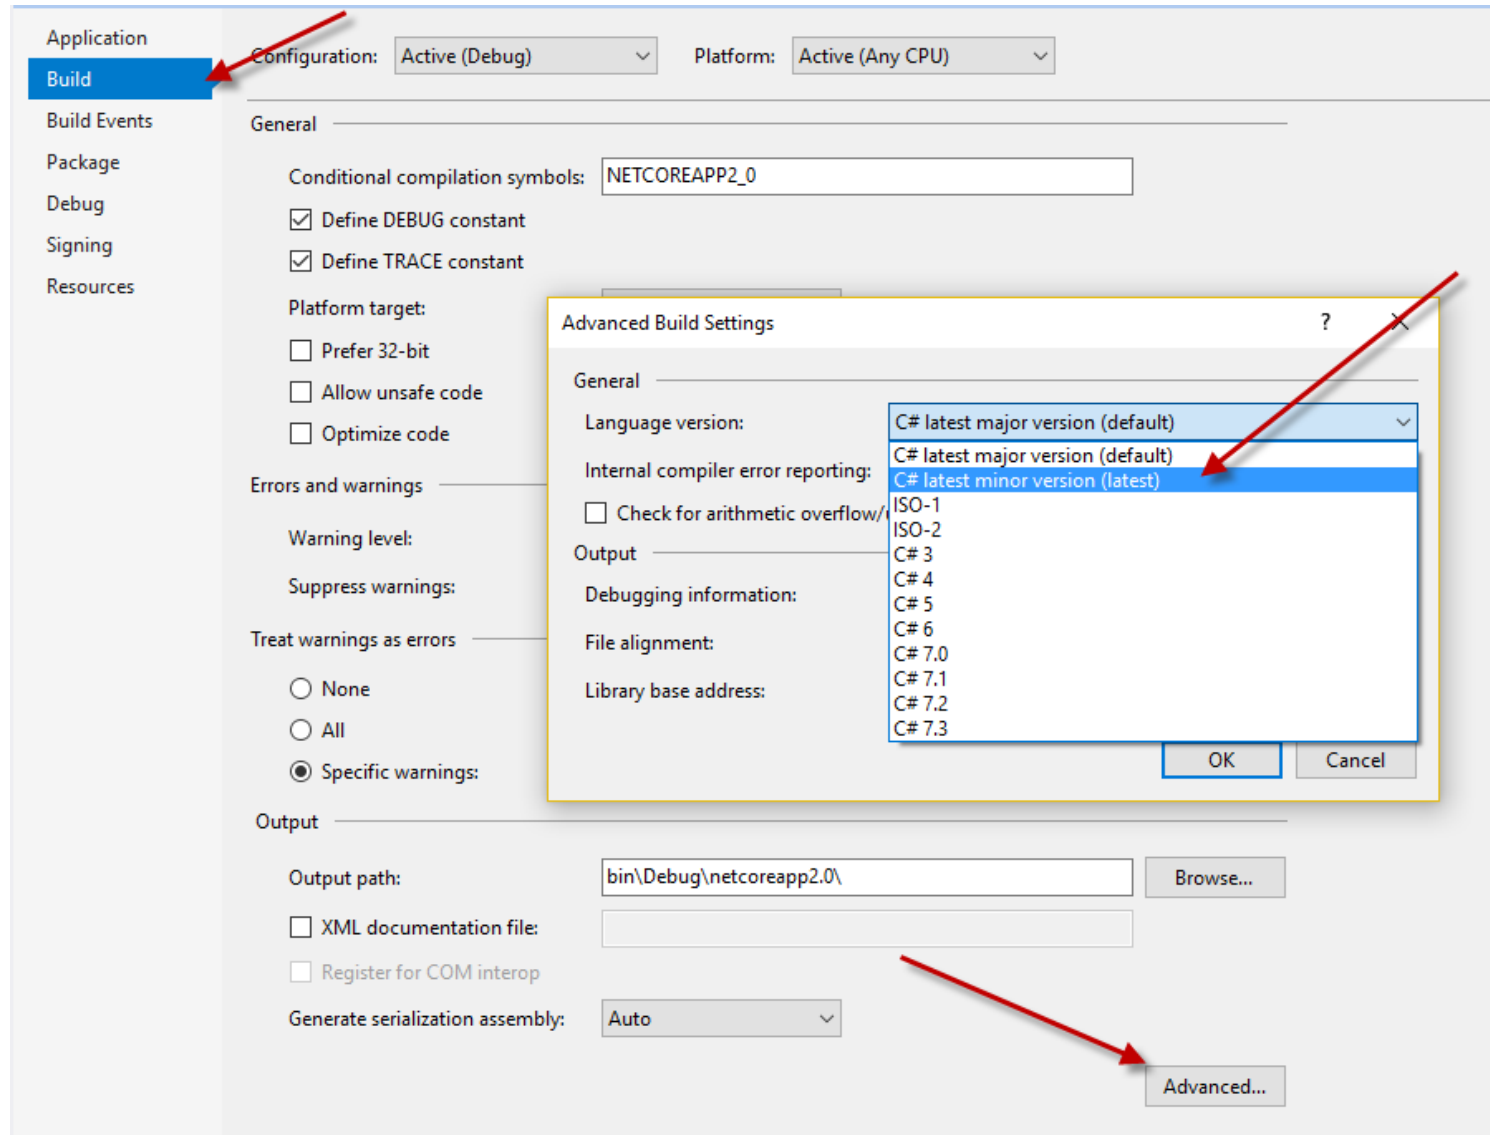 Application
Build
Build Events
Package
Debug
Signing
Resources
Configuration: Active (Debug) Platform: Active (Any CPU)
General
Conditional compilation symbols: NETCOREAPP2_0
Define DEBUG constant
Define TRACE constant
Platform target:
Prefer 32-bit
Allow unsafe code
Optimize code
Errors and warnings
Warning level:
Suppress warnings:
Treat warnings as errors
None
All
Specific warnings:
Output
Output path: bin\Debug\netcoreapp2.0\ Browse...
XML documentation file:
Register for COM interop
Generate serialization assembly: Auto
Advanced...
Advanced Build Settings ?
General
Language version: C# latest major version (default)
C# latest major version (default)
C# latest minor version (latest)
ISO-1
ISO-2
C# 3
C# 4
C# 5
C# 6
C# 7.0
C# 7.1
C# 7.2
C# 7.3
Internal compiler error reporting:
Check for arithmetic overflow/
Output
Debugging information:
File alignment:
Library base address:
OK Cancel